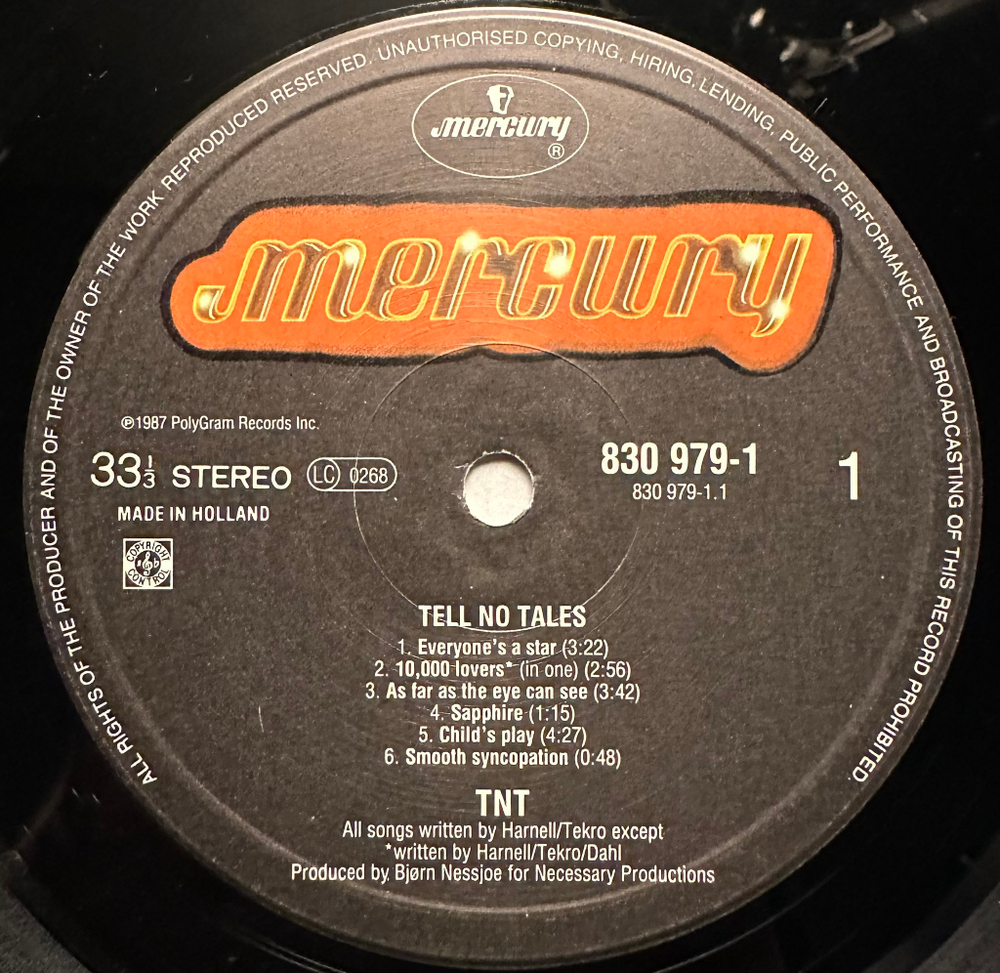 ALL RIGHTS OF THE PRODUCER AND OF THE OWNER OF THE WORK REPRODUCED RESERVED. UNAUTHORISED COPYING, HIRING, LENDING, PUBLIC PERFORMANCE AND BROADCASTING OF THIS RECORD PROHIBITED.
mercury
®
mercury
℗1987 PolyGram Records Inc.
33⅓ STEREO LC 0268
MADE IN HOLLAND
COPYRIGHT CONTROL
830 979-1
830 979-1.1
1
TELL NO TALES
1. Everyone's a star (3:22)
2. 10,000 lovers* (in one) (2:56)
3. As far as the eye can see (3:42)
4. Sapphire (1:15)
5. Child's play (4:27)
6. Smooth syncopation (0:48)
TNT
All songs written by Harnell/Tekro except
*written by Harnell/Tekro/Dahl
Produced by Bjørn Nessjoe for Necessary Productions